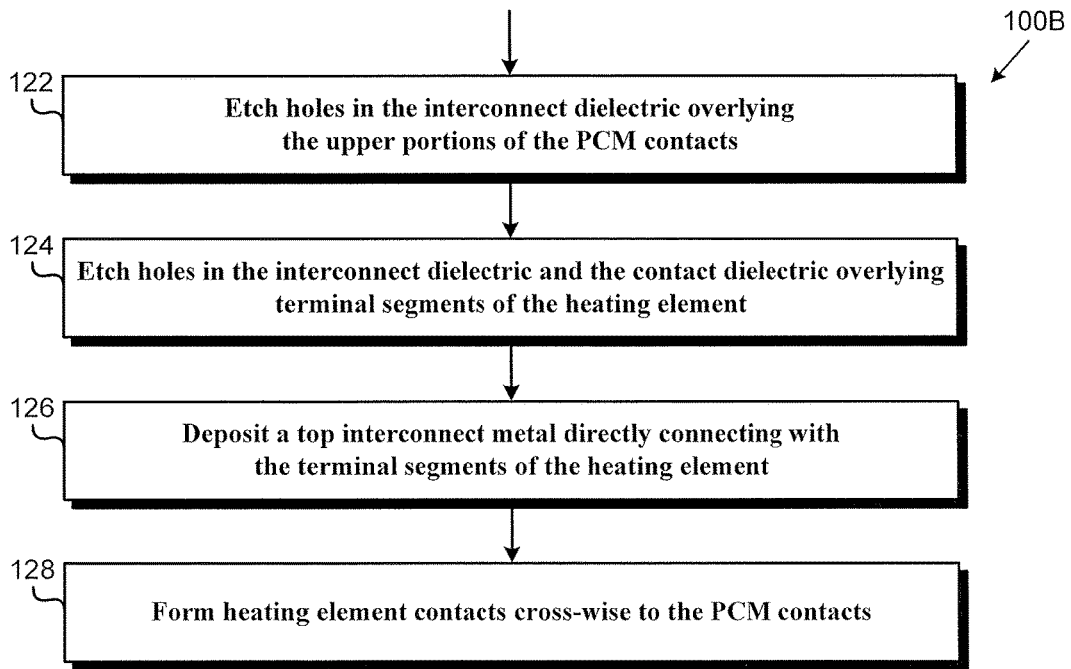 100B
122
Etch holes in the interconnect dielectric overlying
the upper portions of the PCM contacts
124
Etch holes in the interconnect dielectric and the contact dielectric overlying
terminal segments of the heating element
126
Deposit a top interconnect metal directly connecting with
the terminal segments of the heating element
128
Form heating element contacts cross-wise to the PCM contacts